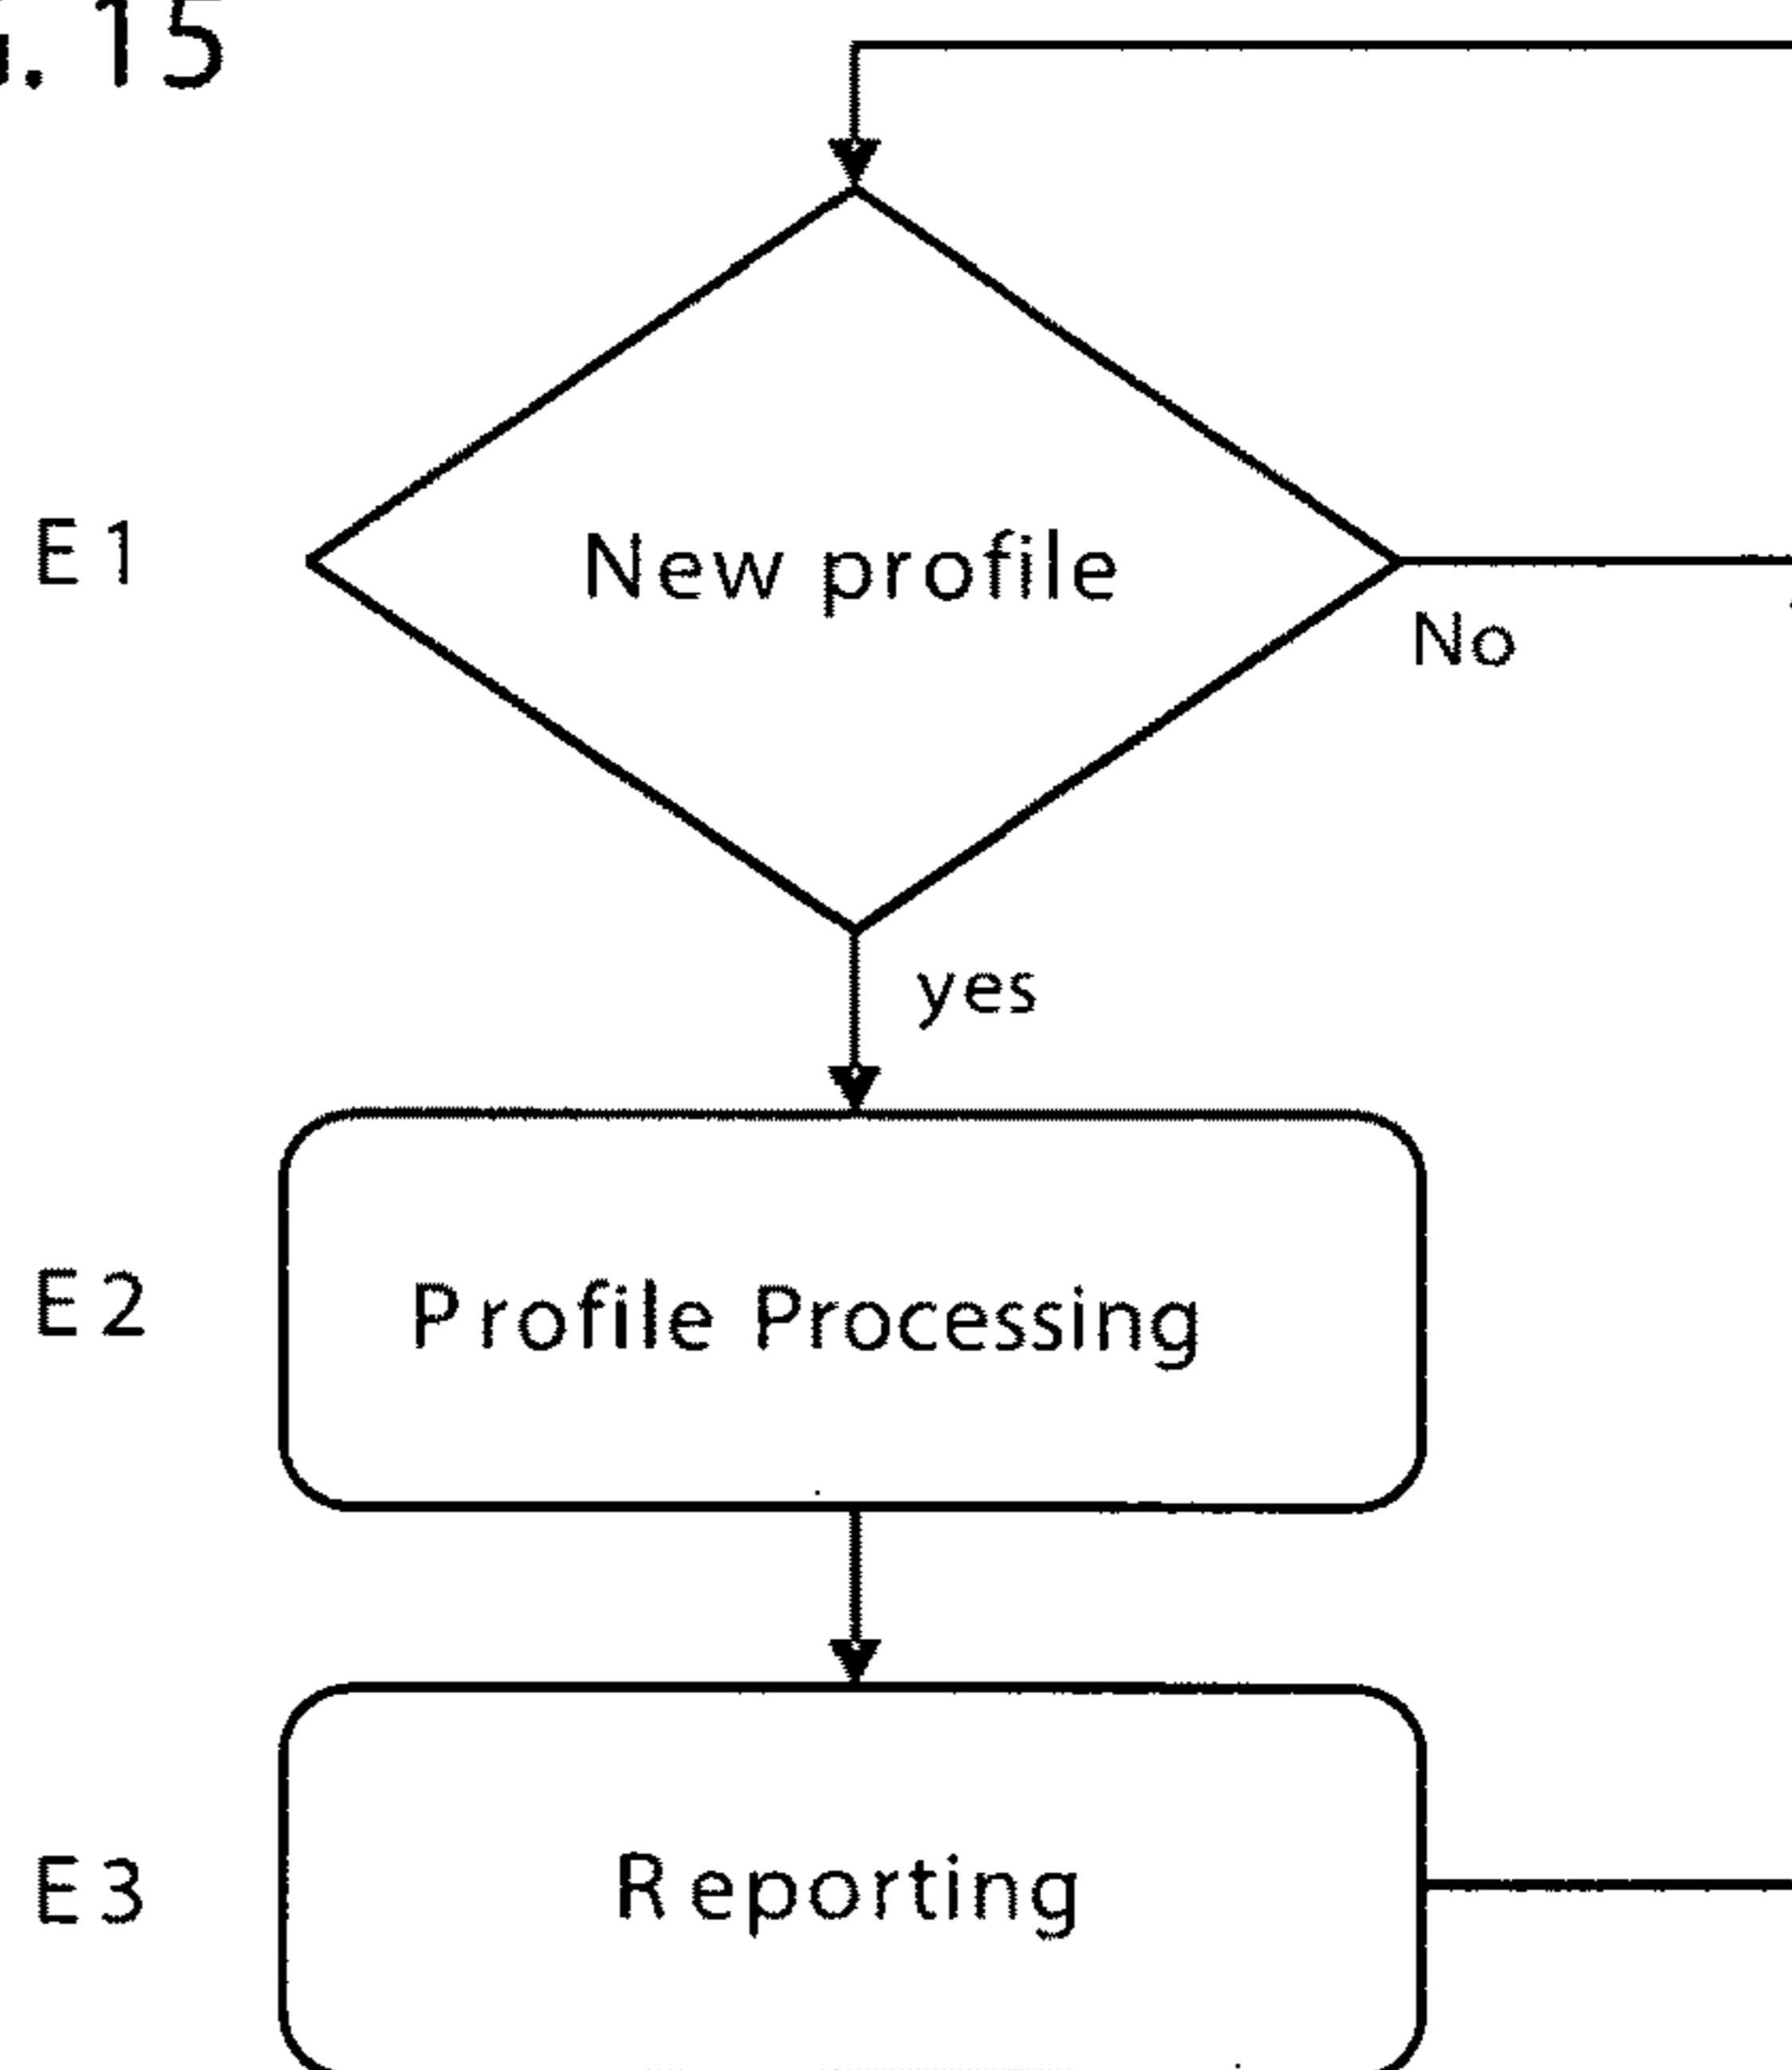 . 15
E1
New profile
No
yes
E2
Profile Processing
E3
Reporting